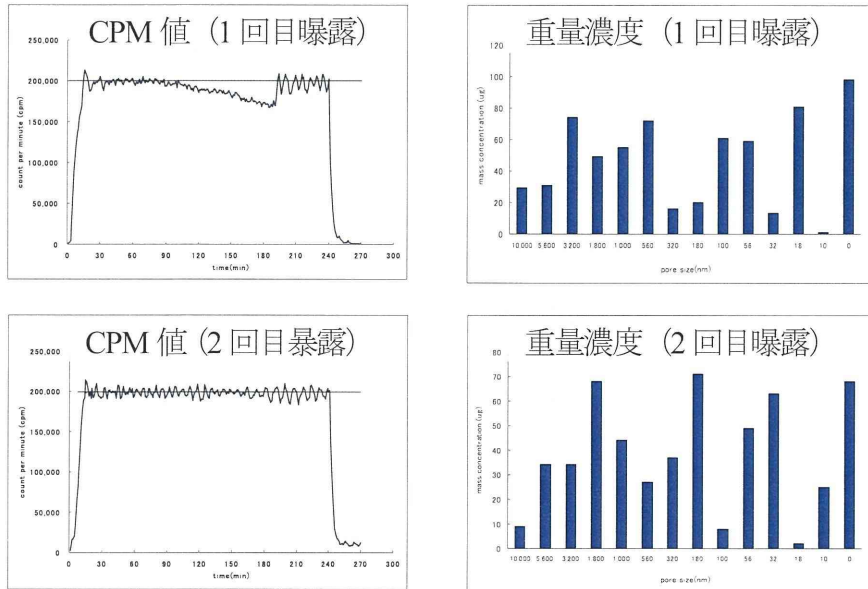 CPM 値 (1 回目曝露)
250,000
200,000
150,000
100,000
50,000
0
count per minute (cpm)
0 30 60 90 120 150 180 210 240 270 300
time(min)
重量濃度 (1 回目曝露)
120
100
80
60
40
20
0
mass concentration (ug)
10,000 5,600 3,200 1,800 1,000 560 320 180 100 56 32 18 10 0
pore size(nm)
CPM 値 (2 回目暴露)
250,000
200,000
150,000
100,000
50,000
0
count per minute (cpm)
0 30 60 90 120 150 180 210 240 270 300
time(min)
重量濃度 (2 回目曝露)
80
70
60
50
40
30
20
10
0
mass concentration (ug)
10,000 5,600 3,200 1,800 1,000 560 320 180 100 56 32 18 10 0
pore size(nm)